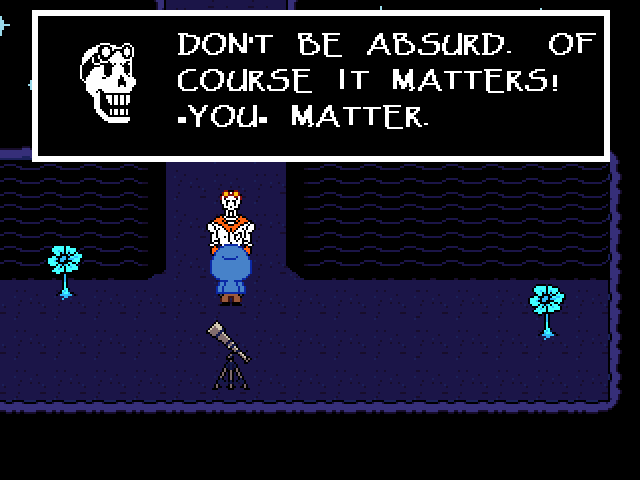 DON'T BE ABSURD. OF
COURSE IT MATTERS!
-YOU- MATTER.